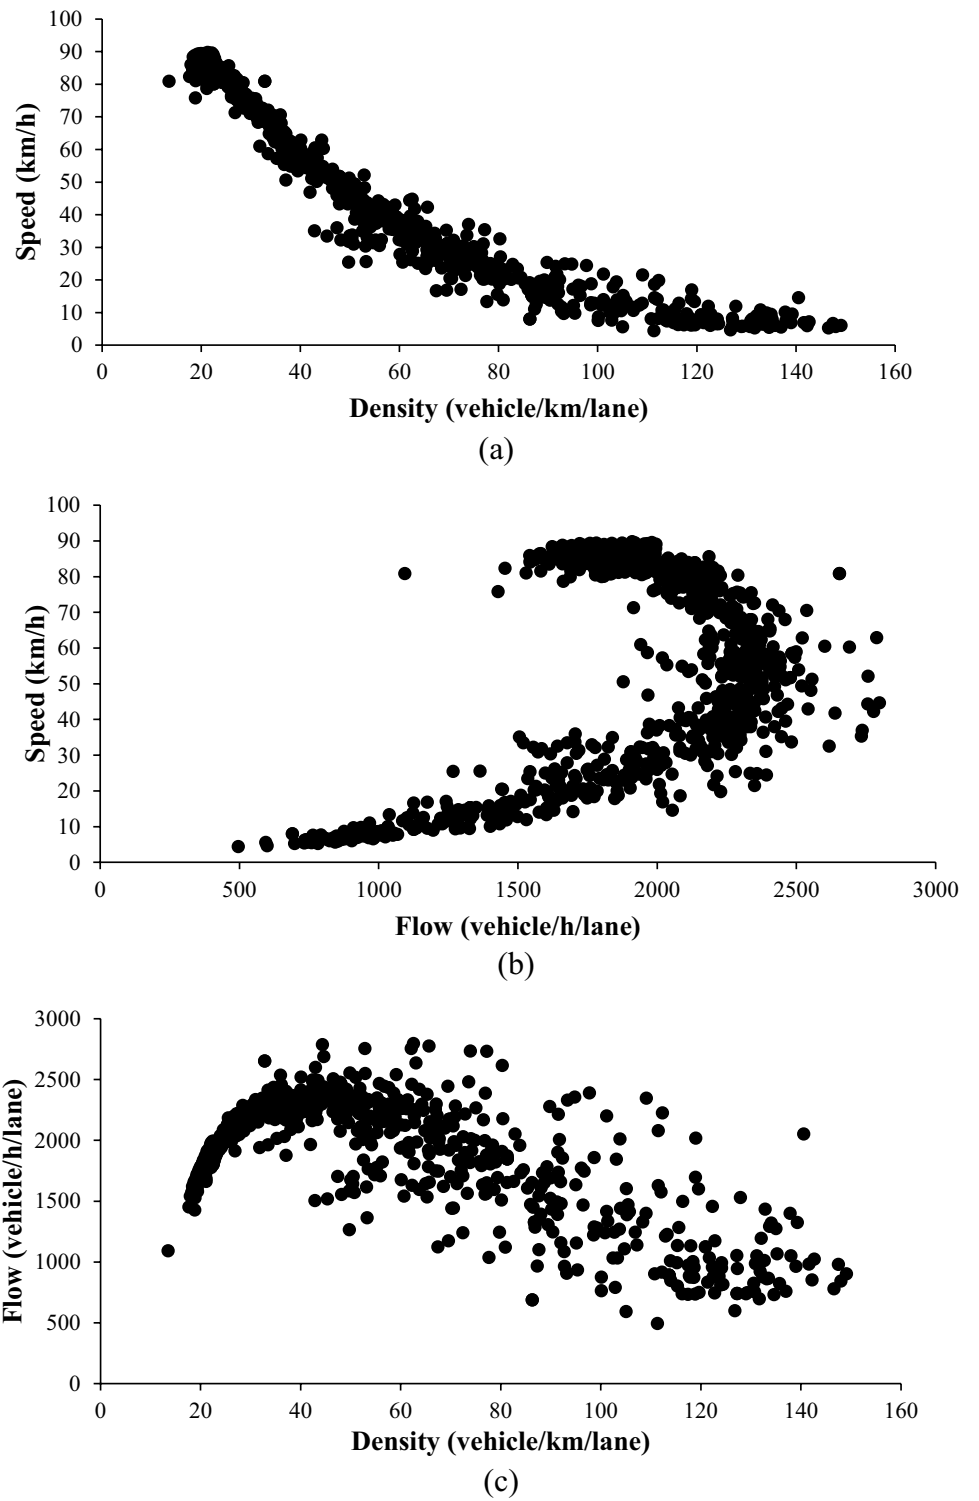 100
90
80
70
60
50
40
30
20
10
0
Speed (km/h)
0 20 40 60 80 100 120 140 160
Density (vehicle/km/lane)
(a)
100
90
80
70
60
50
40
30
20
10
0
Speed (km/h)
0 500 1000 1500 2000 2500 3000
Flow (vehicle/h/lane)
(b)
3000
2500
2000
1500
1000
500
0
Flow (vehicle/h/lane)
0 20 40 60 80 100 120 140 160
Density (vehicle/km/lane)
(c)